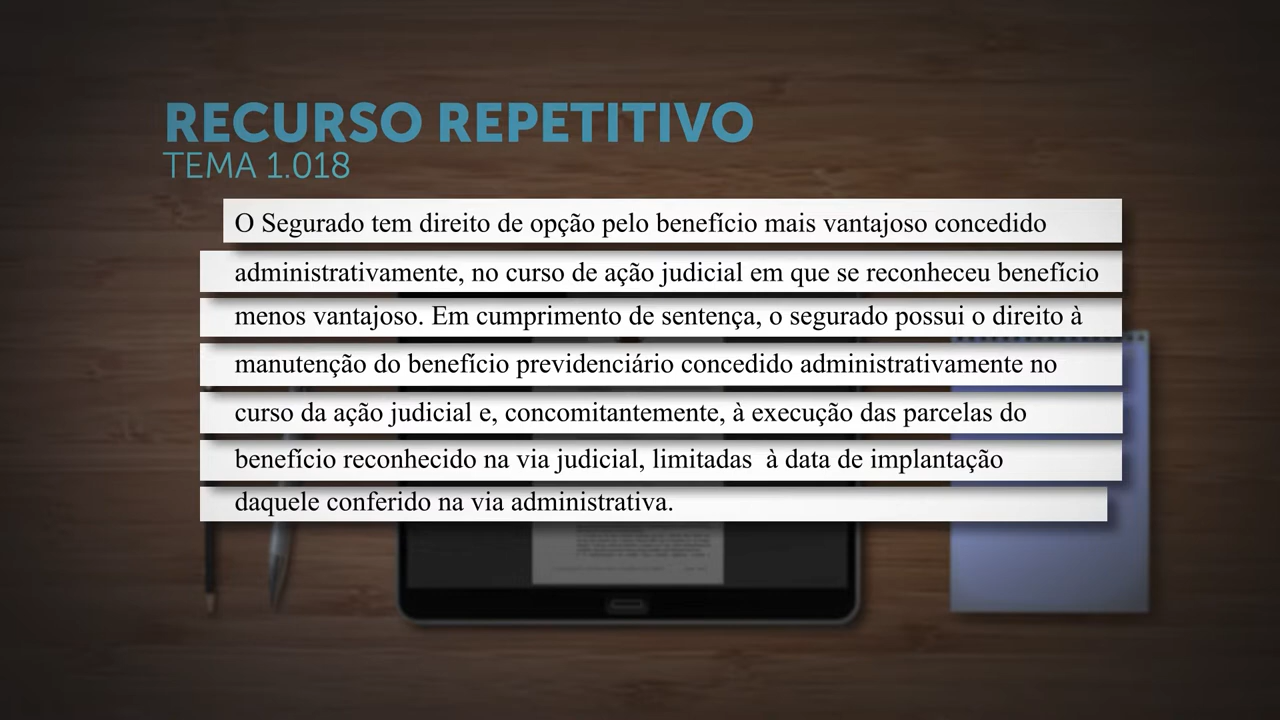 RECURSO REPETITIVO
TEMA 1.018
O Segurado tem direito de opção pelo benefício mais vantajoso concedido
administrativamente, no curso de ação judicial em que se reconheceu benefício
menos vantajoso. Em cumprimento de sentença, o segurado possui o direito à
manutenção do benefício previdenciário concedido administrativamente no
curso da ação judicial e, concomitantemente, à execução das parcelas do
benefício reconhecido na via judicial, limitadas à data de implantação
daquele conferido na via administrativa.